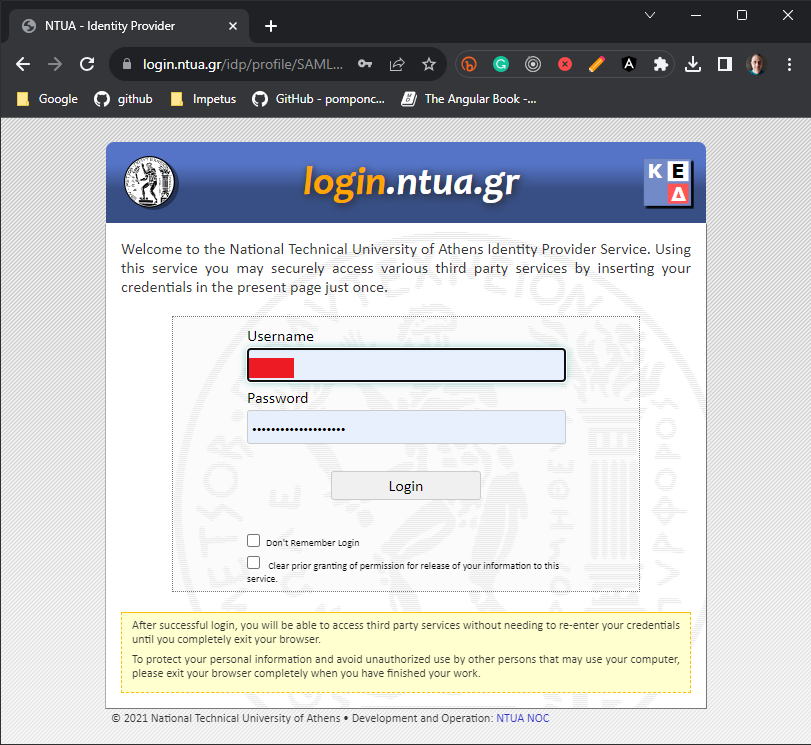 NTUA - Identity Provider
login.ntua.gr/idp/profile/SAML...
Google
github
Impetus
GitHub - pomponc...
The Angular Book -...
login.ntua.gr
Κ Ε Δ
Welcome to the National Technical University of Athens Identity Provider Service. Using
this service you may securely access various third party services by inserting your
credentials in the present page just once.
Username
Password
••••••••••••••••••••
Login
Don't Remember Login
Clear prior granting of permission for release of your information to this
service.
After successful login, you will be able to access third party services without needing to re-enter your credentials
until you completely exit your browser.
To protect your personal information and avoid unauthorized use by other persons that may use your computer,
please exit your browser completely when you have finished your work.
© 2021 National Technical University of Athens • Development and Operation: NTUA NOC